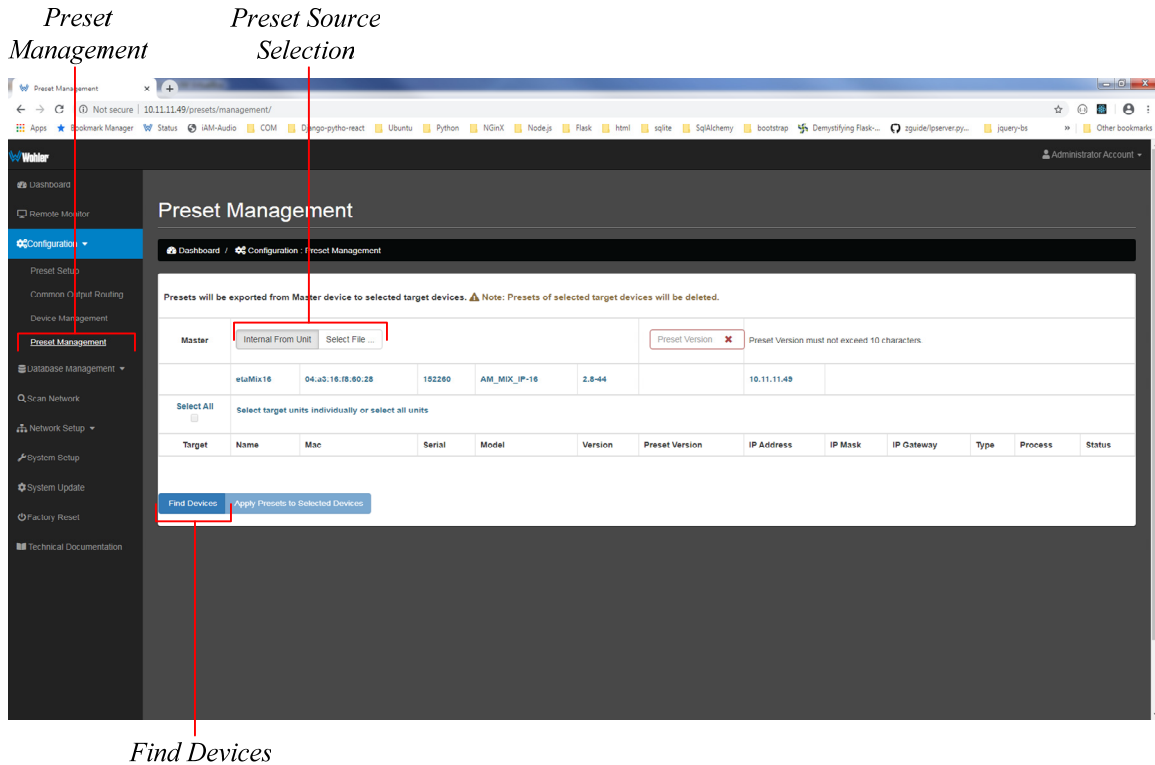 Preset
Management
Preset Source
Selection
Preset Management
Not secure | 10.11.11.49/presets/management/
Apps Bookmark Manager Status iAM-Audio COM Django-pytho-react Ubuntu Python NGinX Node.js Flask html sqlite SqlAlchemy bootstrap Demystifying Flask-... zguide/lpserver.py... jquery-bs » Other bookmarks
Wohler
Administrator Account
Dashboard
Remote Monitor
Configuration
Preset Setup
Common Output Routing
Device Management
Preset Management
Database Management
Scan Network
Network Setup
System Setup
System Update
Factory Reset
Technical Documentation
Preset Management
Dashboard / Configuration : Preset Management
Presets will be exported from Master device to selected target devices. Note: Presets of selected target devices will be deleted.
Master Internal From Unit Select File ... Preset Version ✖ Preset Version must not exceed 10 characters.
etaMix16 04:a3:16:f8:60:28 152260 AM_MIX_IP-16 2.8-44 10.11.11.49
Select All Select target units individually or select all units
Target Name Mac Serial Model Version Preset Version IP Address IP Mask IP Gateway Type Process Status
Find Devices Apply Presets to Selected Devices
Find Devices